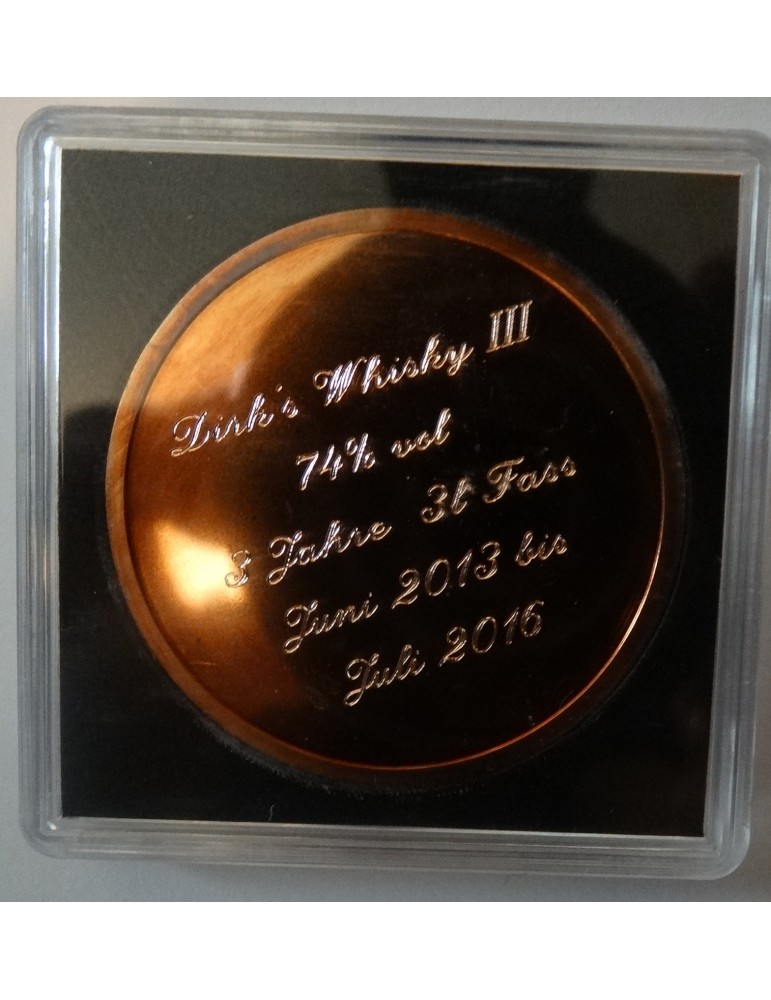 Dirk's Whisky III
74% vol
3 Jahre 3l Fass
Juni 2013 bis
Juli 2016